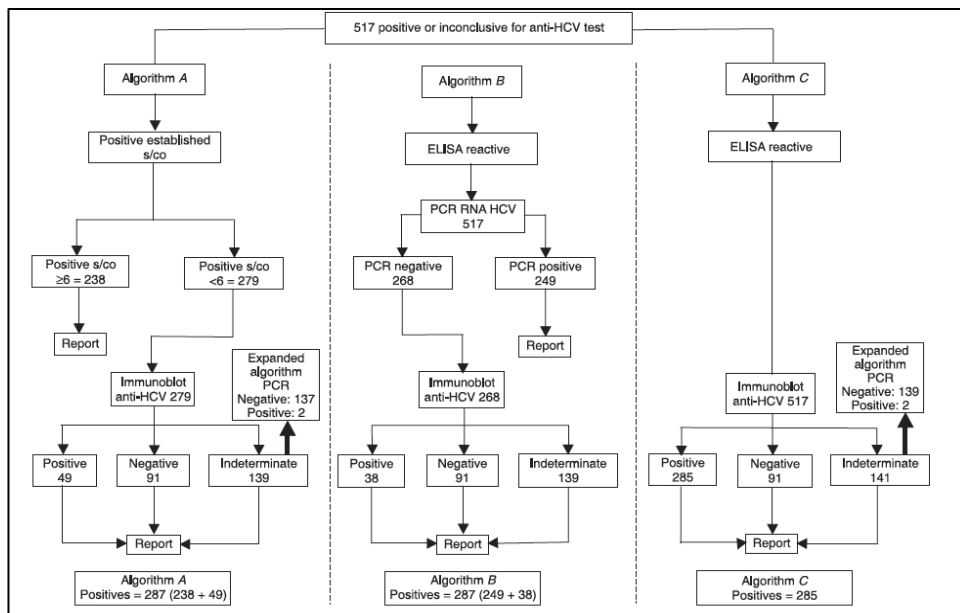 517 positive or inconclusive for anti-HCV test
Algorithm A
Positive established
s/co
Positive s/co
≥6 = 238
Positive s/co
<6 = 279
Report
Immunoblot
anti-HCV 279
Expanded
algorithm
PCR
Negative: 137
Positive: 2
Positive
49
Negative
91
Indeterminate
139
Report
Algorithm A
Positives = 287 (238 + 49)
Algorithm B
ELISA reactive
PCR RNA HCV
517
PCR negative
268
PCR positive
249
Report
Immunoblot
anti-HCV 268
Positive
38
Negative
91
Indeterminate
139
Report
Algorithm B
Positives = 287 (249 + 38)
Algorithm C
ELISA reactive
Immunoblot
anti-HCV 517
Expanded
algorithm
PCR
Negative: 139
Positive: 2
Positive
285
Negative
91
Indeterminate
141
Report
Algorithm C
Positives = 285